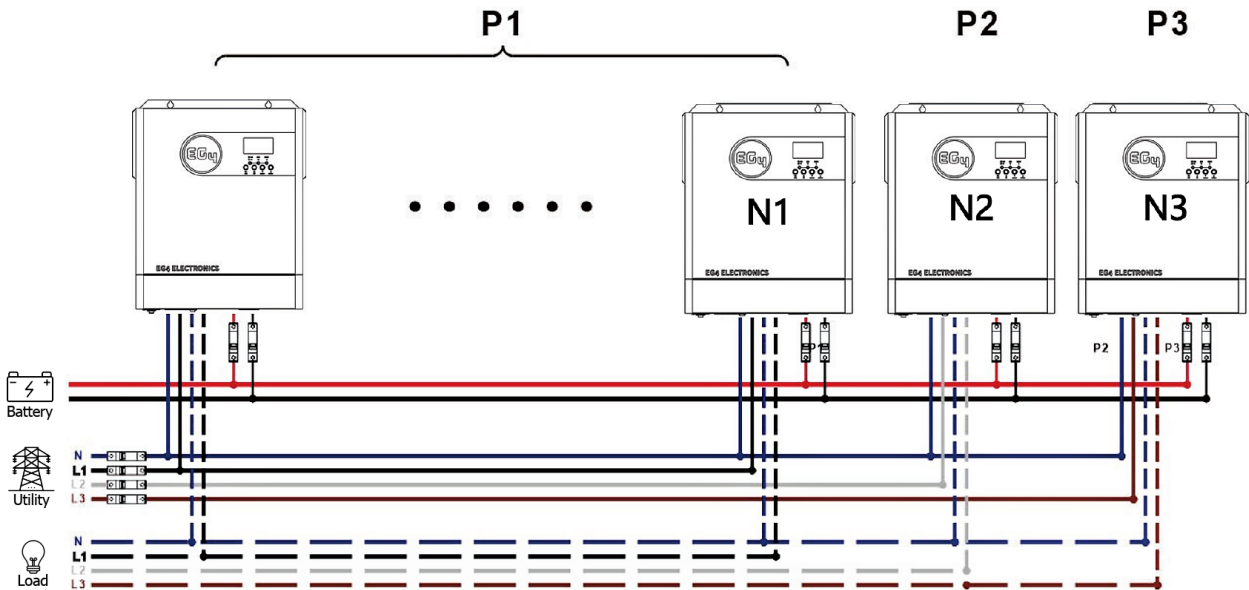 P1
P2
P3
EG4
EG4
EG4
EG4
N1
N2
N3
EG4 ELECTRONICS
EG4 ELECTRONICS
EG4 ELECTRONICS
EG4 ELECTRONICS
P2
P3
Battery
N
L1
L2
L3
Utility
N
L1
L2
L3
Load